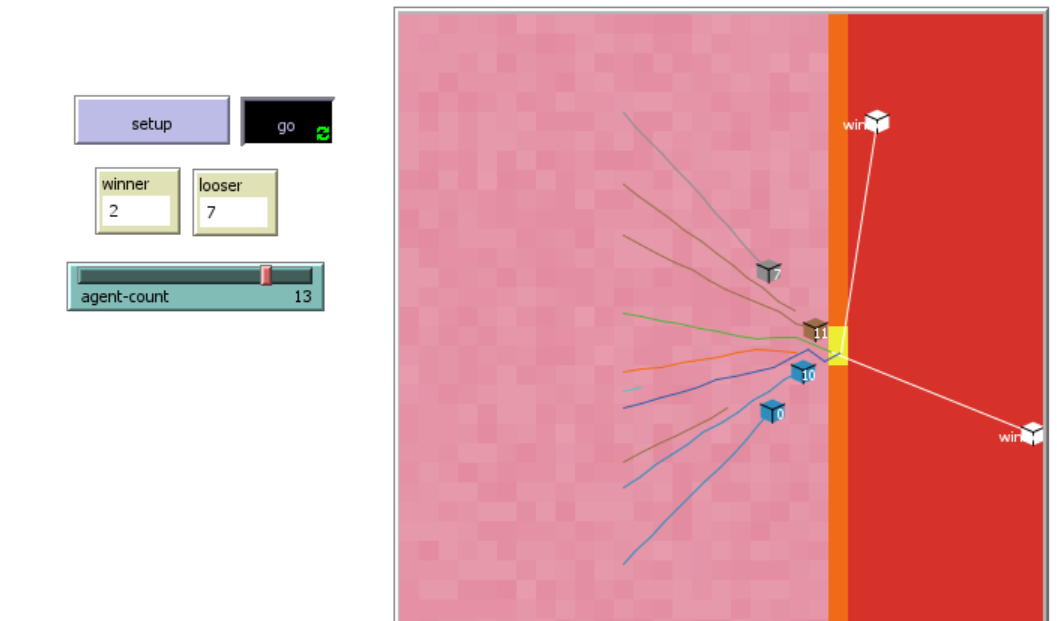 setup
go
winner
2
looser
7
agent-count 13
win
7
11
10
0
win